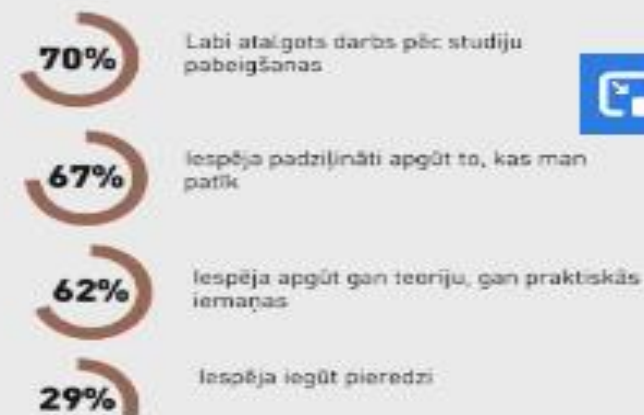 70%
Labi atalgots darbs pēc studiju
pabeigšanas
67%
Iespēja padziļināti apgūt to, kas man
patīk
62%
Iespēja apgūt gan teoriju, gan praktiskās
iemaņas
29%
Iespēja iegūt pieredzi